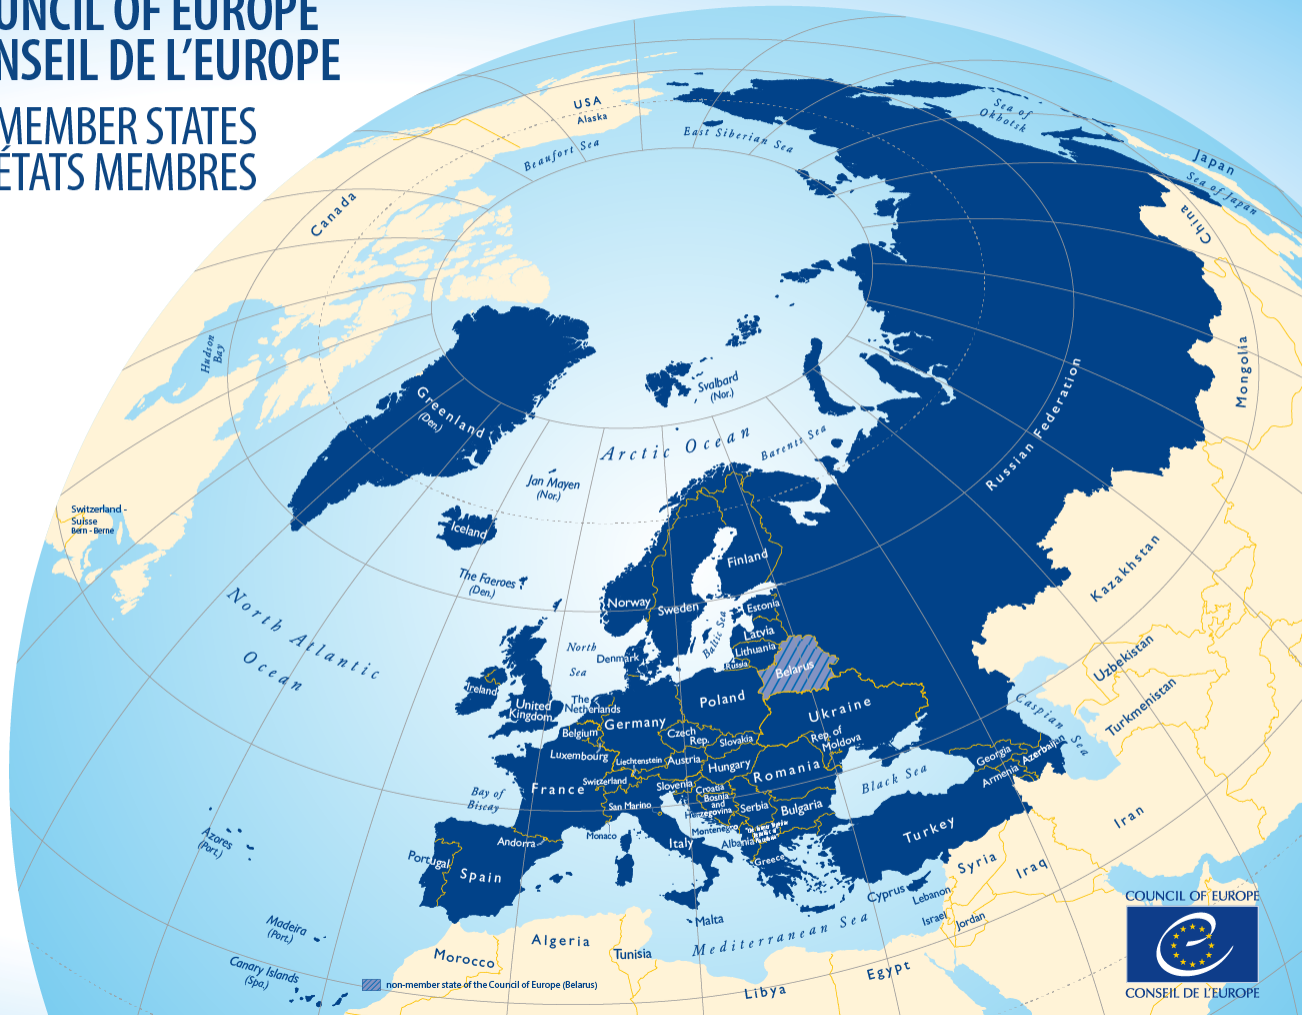 UNCIL OF EUROPE
NSEIL DE L'EUROPE
MEMBER STATES
ÉTATS MEMBRES
USA
Alaska
Beaufort Sea
East Siberian Sea
Sea of
Okbotsk
Japan
Sea of Japan
China
Canada
Hudson
Bay
Mongolia
Greenland
(Den.)
Svalbard
(Nor.)
Arctic Ocean
Barents Sea
Russian Federation
Jan Mayen
(Nor.)
Switzerland -
Suisse
Bern - Berne
Iceland
The Faeroes
(Den.)
Kazakhstan
North Atlantic
Ocean
Norway
Sweden
Finland
Estonia
Baltic Sea
Latvia
Lithuania
Russia
Belarus
North
Sea
Denmark
Uzbekistan
Turkmenistan
Caspian
Sea
Ireland
United
Kingdom
The
Netherlands
Germany
Poland
Ukraine
Belgium
Czech
Rep.
Slovakia
Rep. of
Moldova
Luxembourg
Liechtenstein
Austria
Hungary
Romania
Georgia
Azerbaijan
Armenia
Black Sea
Switzerland
Slovenia
Croatia
France
Bosnia
and
Herzegovina
Serbia
Bulgaria
Bay of
Biscay
San Marino
Monaco
Montenegro
Italy
Albania
Greece
Turkey
Iran
Andorra
Azores
(Port.)
Portugal
Spain
Syria
Iraq
Cyprus
Lebanon
Israel
Jordan
Malta
Mediterranean Sea
Madeira
(Port.)
Canary Islands
(Spa.)
Morocco
Algeria
Tunisia
Libya
Egypt
non-member state of the Council of Europe (Belarus)
COUNCIL OF EUROPE
CONSEIL DE L'EUROPE